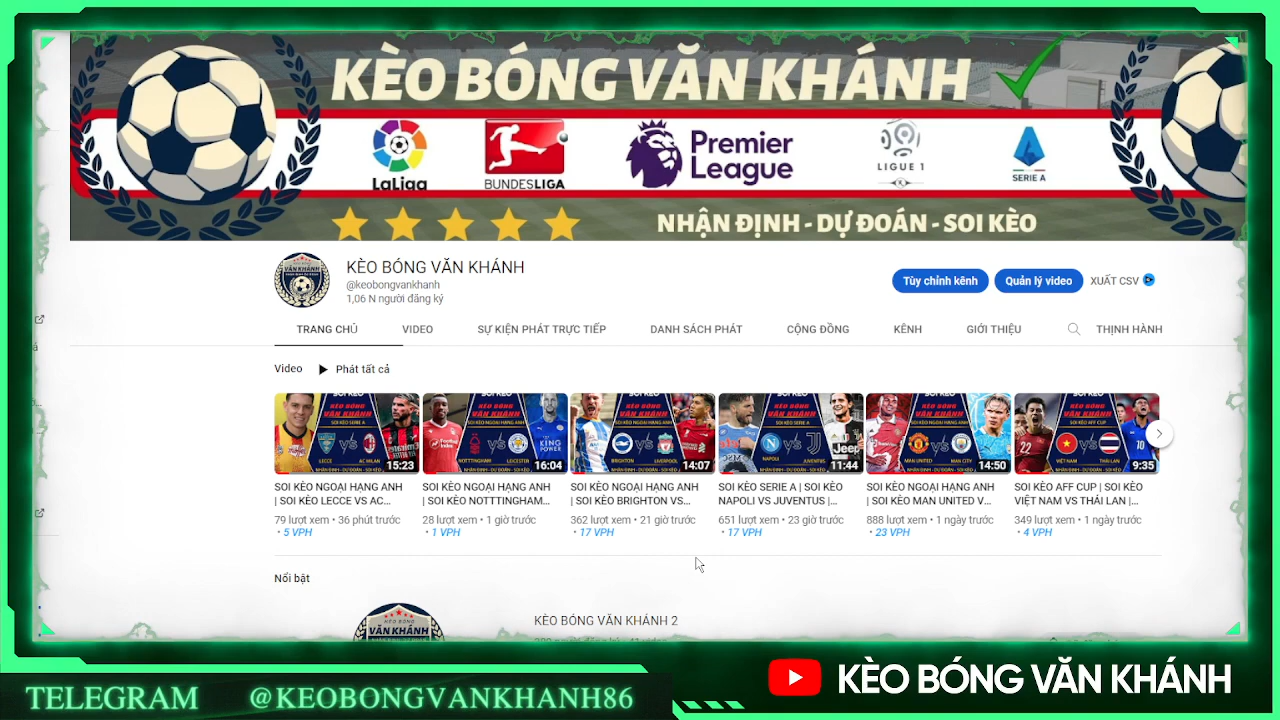 KÈO BÓNG VĂN KHÁNH
LaLiga
BUNDESLIGA
Premier League
LIGUE 1
SERIE A
NHẬN ĐỊNH - DỰ ĐOÁN - SOI KÈO
KÈO BÓNG VĂN KHÁNH
@keobongvankhanh
1,06 N người đăng ký
Tùy chỉnh kênh
Quản lý video
XUẤT CSV
TRANG CHỦ
VIDEO
SỰ KIỆN PHÁT TRỰC TIẾP
DANH SÁCH PHÁT
CỘNG ĐỒNG
KÊNH
GIỚI THIỆU
THỊNH HÀNH
Video
Phát tất cả
15:23
16:04
14:07
11:44
14:50
9:35
SOI KÈO NGOẠI HẠNG ANH
| SOI KÈO LECCE VS AC...
79 lượt xem • 36 phút trước
• 5 VPH
SOI KÈO NGOẠI HẠNG ANH
| SOI KÈO NOTTTINGHAM...
28 lượt xem • 1 giờ trước
• 1 VPH
SOI KÈO NGOẠI HẠNG ANH
| SOI KÈO BRIGHTON VS...
362 lượt xem • 21 giờ trước
• 17 VPH
SOI KÈO SERIE A | SOI KÈO
NAPOLI VS JUVENTUS |...
651 lượt xem • 23 giờ trước
• 17 VPH
SOI KÈO NGOẠI HẠNG ANH
| SOI KÈO MAN UNITED V...
888 lượt xem • 1 ngày trước
• 23 VPH
SOI KÈO AFF CUP | SOI KÈO
VIỆT NAM VS THÁI LAN |...
349 lượt xem • 1 ngày trước
• 4 VPH
Nổi bật
KÈO BÓNG VĂN KHÁNH 2
TELEGRAM @KEOBONGVANKHANH86
KÈO BÓNG VĂN KHÁNH